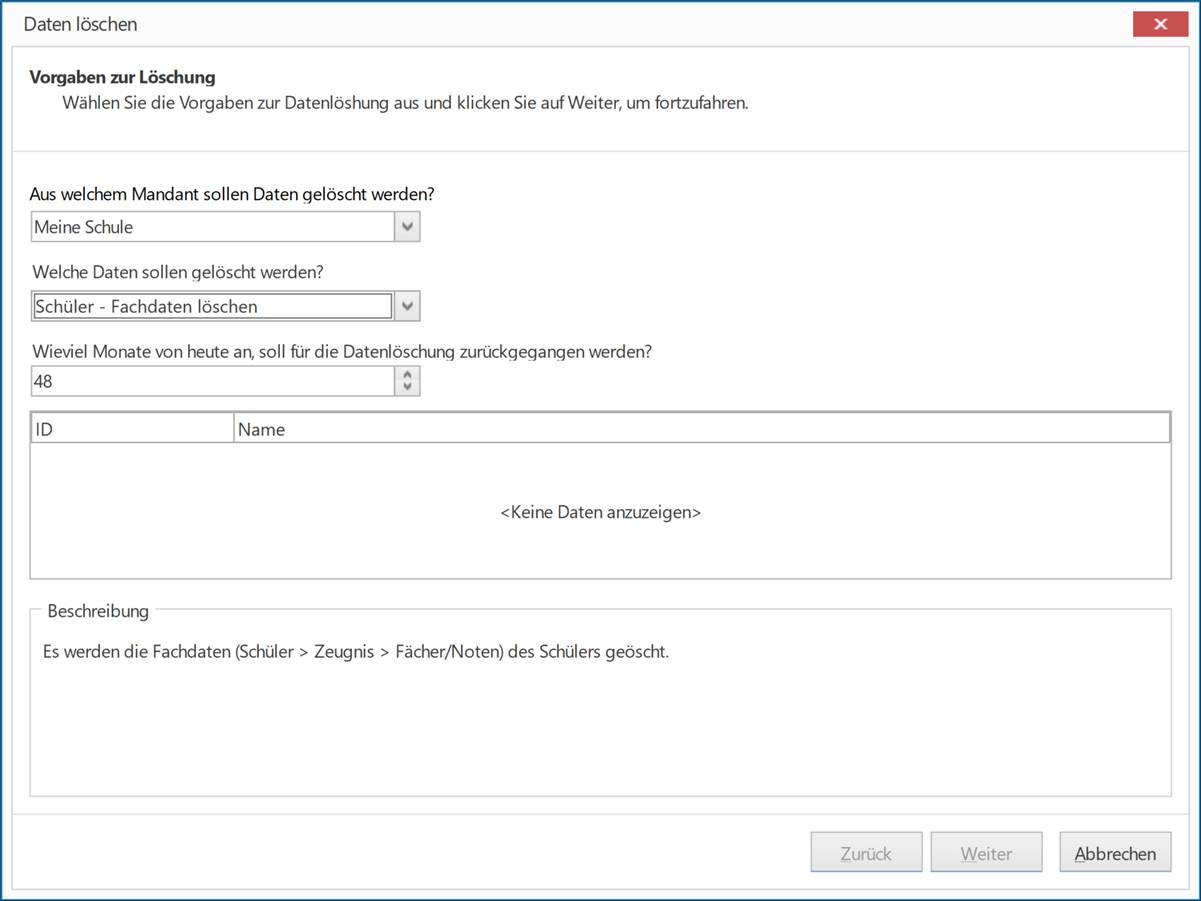 Daten löschen
Vorgaben zur Löschung
Wählen Sie die Vorgaben zur Datenlöshung aus und klicken Sie auf Weiter, um fortzufahren.
Aus welchem Mandant sollen Daten gelöscht werden?
Meine Schule
Welche Daten sollen gelöscht werden?
Schüler - Fachdaten löschen
Wieviel Monate von heute an, soll für die Datenlöschung zurückgegangen werden?
48
ID Name
<Keine Daten anzuzeigen>
Beschreibung
Es werden die Fachdaten (Schüler > Zeugnis > Fächer/Noten) des Schülers geöscht.
Zurück Weiter Abbrechen